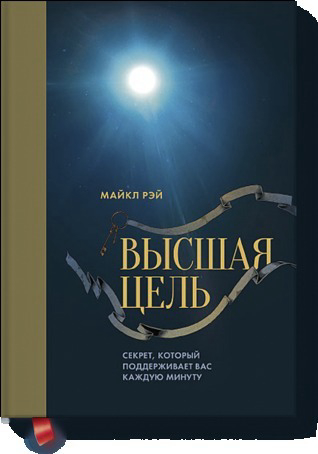 МАЙКЛ РЭЙ
ВЫСШАЯ
ЦЕЛЬ
СЕКРЕТ, КОТОРЫЙ
ПОДДЕРЖИВАЕТ ВАС
КАЖДУЮ МИНУТУ